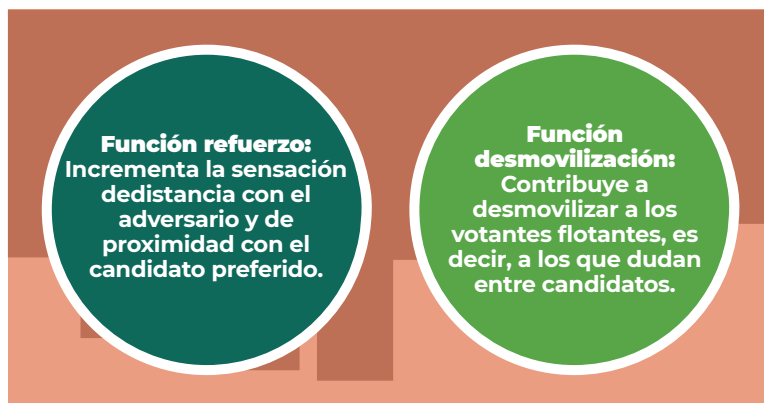 Función refuerzo:
Incrementa la sensación
dedistancia con el
adversario y de
proximidad con el
candidato preferido.
Función
desmovilización:
Contribuye a
desmovilizar a los
votantes flotantes, es
decir, a los que dudan
entre candidatos.